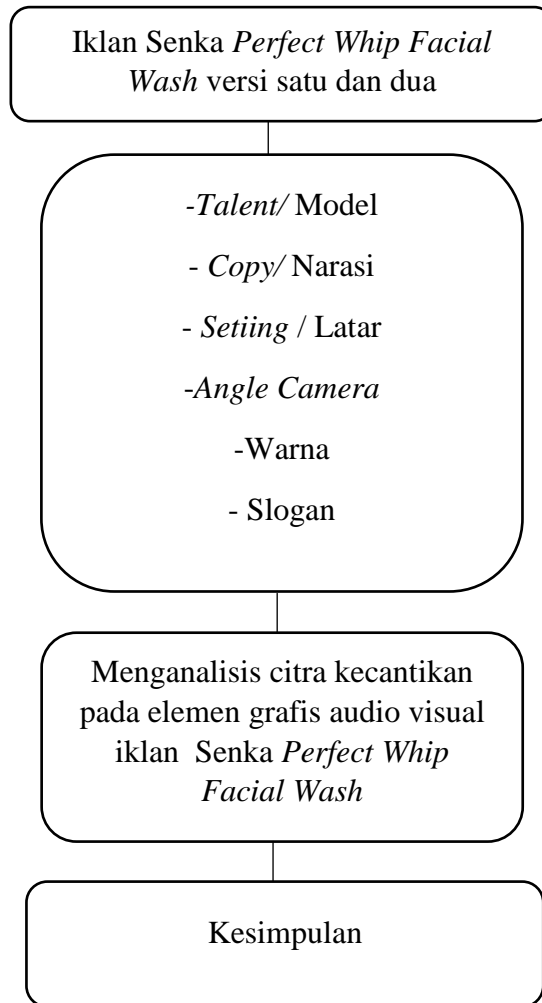 Iklan Senka Perfect Whip Facial
Wash versi satu dan dua
-Talent/ Model
- Copy/ Narasi
- Setiing / Latar
-Angle Camera
-Warna
- Slogan
Menganalisis citra kecantikan
pada elemen grafis audio visual
iklan Senka Perfect Whip
Facial Wash
Kesimpulan